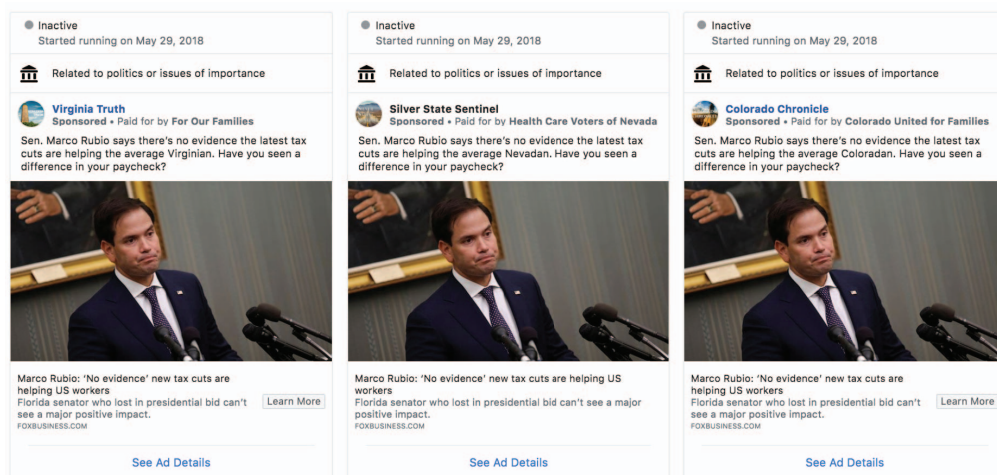 Inactive
Started running on May 29, 2018
Related to politics or issues of importance
Virginia Truth
Sponsored • Paid for by For Our Families
Sen. Marco Rubio says there's no evidence the latest tax
cuts are helping the average Virginian. Have you seen a
difference in your paycheck?
Marco Rubio: 'No evidence' new tax cuts are
helping US workers
Florida senator who lost in presidential bid can't
see a major positive impact.
FOXBUSINESS.COM
Learn More
See Ad Details
Inactive
Started running on May 29, 2018
Related to politics or issues of importance
Silver State Sentinel
Sponsored • Paid for by Health Care Voters of Nevada
Sen. Marco Rubio says there's no evidence the latest tax
cuts are helping the average Nevadan. Have you seen a
difference in your paycheck?
Marco Rubio: 'No evidence' new tax cuts are helping US
workers
Florida senator who lost in presidential bid can't see a major
positive impact.
FOXBUSINESS.COM
See Ad Details
Inactive
Started running on May 29, 2018
Related to politics or issues of importance
Colorado Chronicle
Sponsored • Paid for by Colorado United for Families
Sen. Marco Rubio says there's no evidence the latest tax
cuts are helping the average Coloradan. Have you seen a
difference in your paycheck?
Marco Rubio: 'No evidence' new tax cuts are
helping US workers
Florida senator who lost in presidential bid can't
see a major positive impact.
FOXBUSINESS.COM
Learn More
See Ad Details